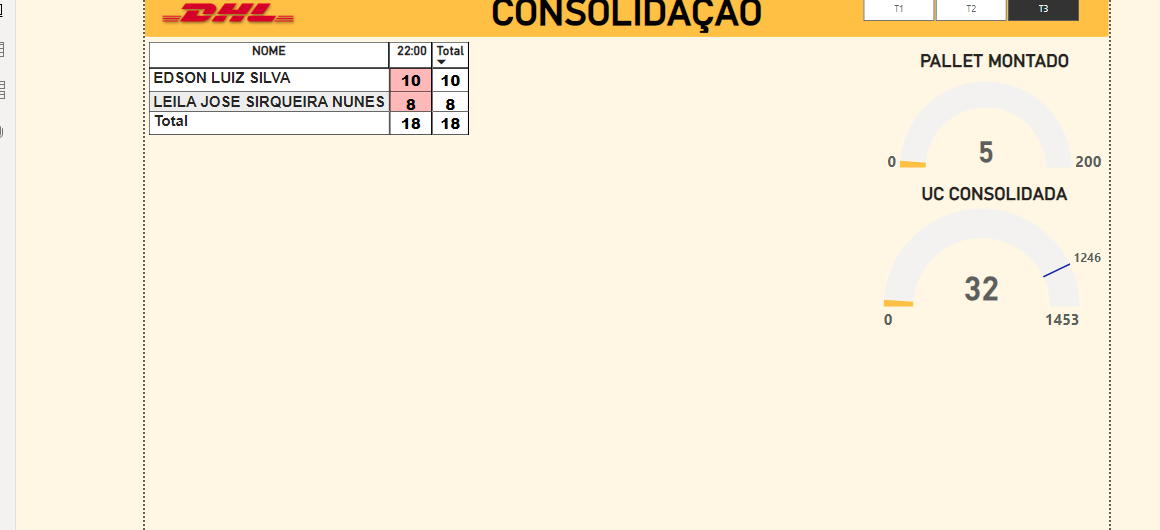 DHL
CONSOLIDAÇÃO
T1 T2 T3
NOME 22:00 Total
EDSON LUIZ SILVA 10 10
LEILA JOSE SIRQUEIRA NUNES 8 8
Total 18 18
PALLET MONTADO
5
0 200
UC CONSOLIDADA
1246
32
0 1453